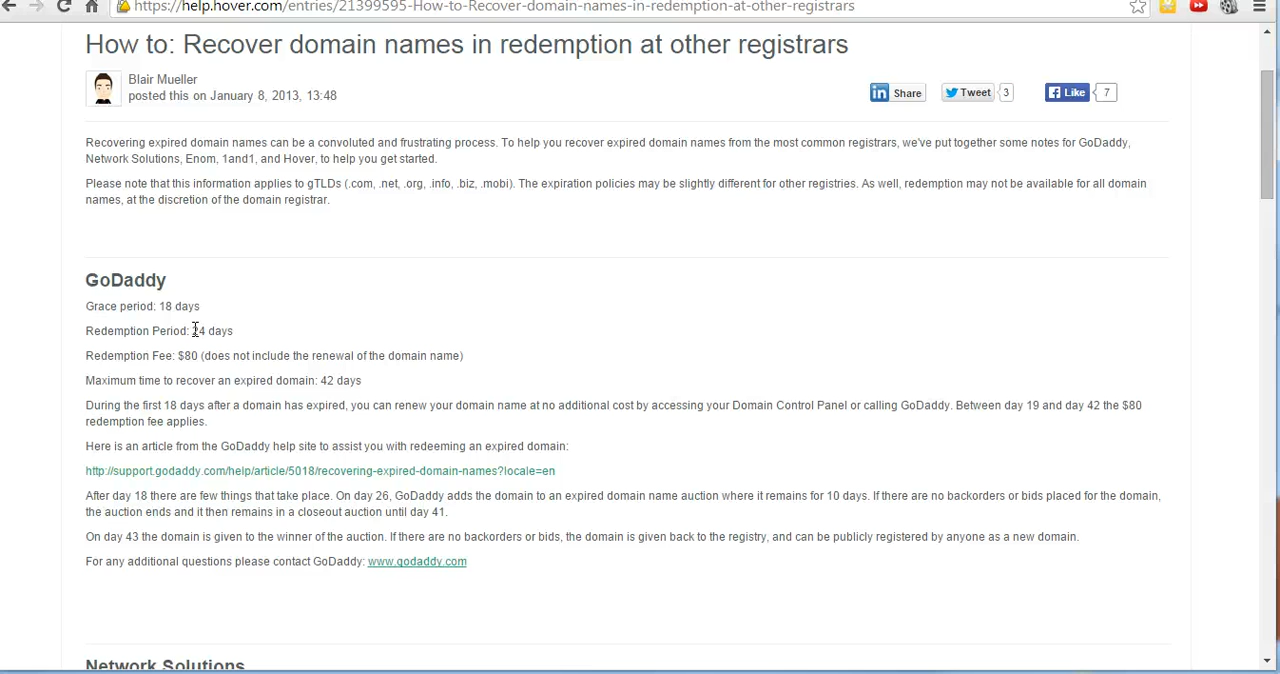 https://help.hover.com/entries/21399595-How-to-Recover-domain-names-in-redemption-at-other-registrars
How to: Recover domain names in redemption at other registrars
Blair Mueller
posted this on January 8, 2013, 13:48
in Share Tweet 3 f Like 7
Recovering expired domain names can be a convoluted and frustrating process. To help you recover expired domain names from the most common registrars, we've put together some notes for GoDaddy,
Network Solutions, Enom, 1and1, and Hover, to help you get started.
Please note that this information applies to gTLDs (.com, .net, .org, .info, .biz, .mobi). The expiration policies may be slightly different for other registries. As well, redemption may not be available for all domain
names, at the discretion of the domain registrar.
GoDaddy
Grace period: 18 days
Redemption Period: 24 days
Redemption Fee: $80 (does not include the renewal of the domain name)
Maximum time to recover an expired domain: 42 days
During the first 18 days after a domain has expired, you can renew your domain name at no additional cost by accessing your Domain Control Panel or calling GoDaddy. Between day 19 and day 42 the $80
redemption fee applies.
Here is an article from the GoDaddy help site to assist you with redeeming an expired domain:
http://support.godaddy.com/help/article/5018/recovering-expired-domain-names?locale=en
After day 18 there are few things that take place. On day 26, GoDaddy adds the domain to an expired domain name auction where it remains for 10 days. If there are no backorders or bids placed for the domain,
the auction ends and it then remains in a closeout auction until day 41.
On day 43 the domain is given to the winner of the auction. If there are no backorders or bids, the domain is given back to the registry, and can be publicly registered by anyone as a new domain.
For any additional questions please contact GoDaddy: www.godaddy.com
Network Solutions